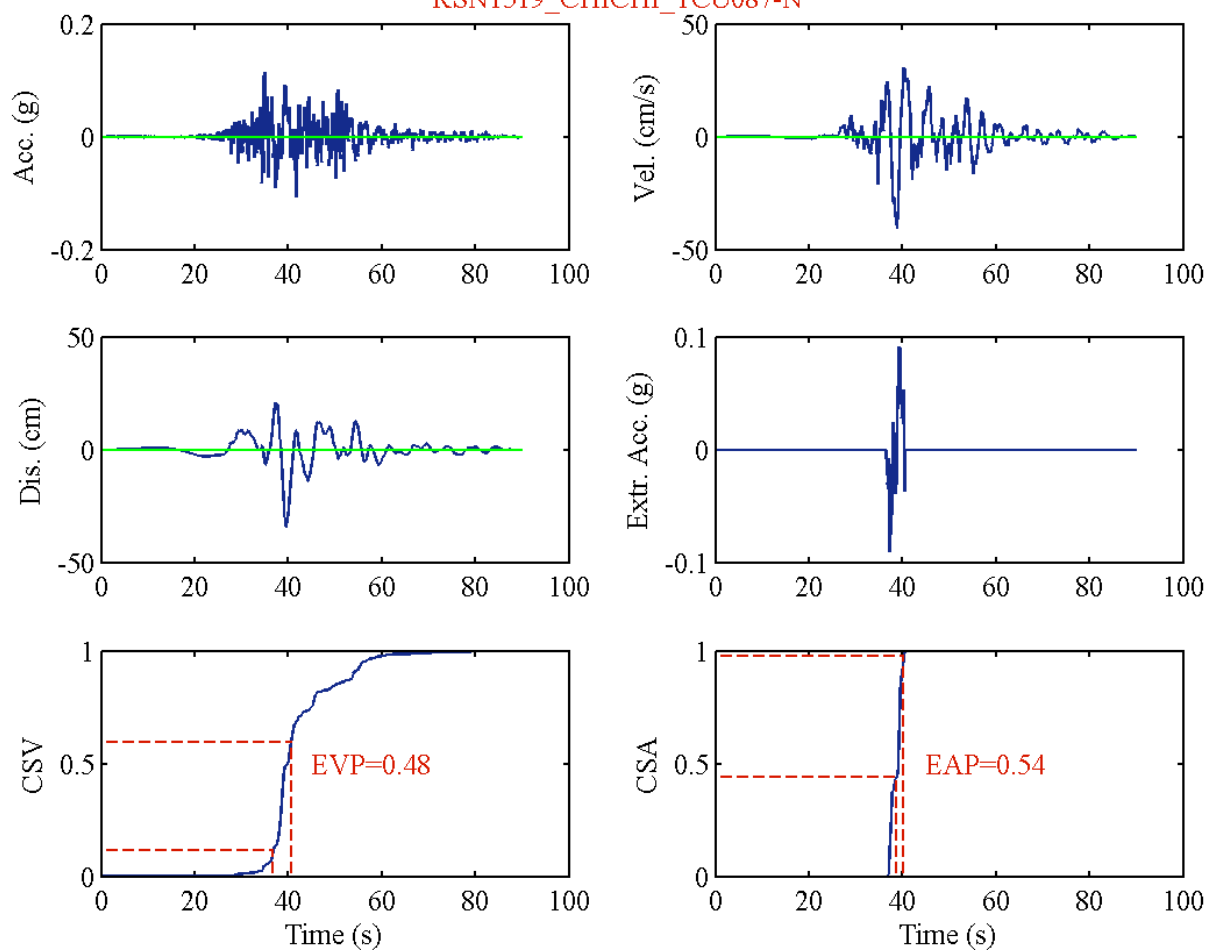 RSN1519_CHICHI_TCU087-N
Acc. (g)
0.2
0
-0.2
0 20 40 60 80 100
Vel. (cm/s)
50
0
-50
0 20 40 60 80 100
Dis. (cm)
50
0
-50
0 20 40 60 80 100
Extr. Acc. (g)
0.1
0
-0.1
0 20 40 60 80 100
CSV
1
0.5
0
EVP=0.48
0 20 40 60 80 100
Time (s)
CSA
1
0.5
0
EAP=0.54
0 20 40 60 80 100
Time (s)